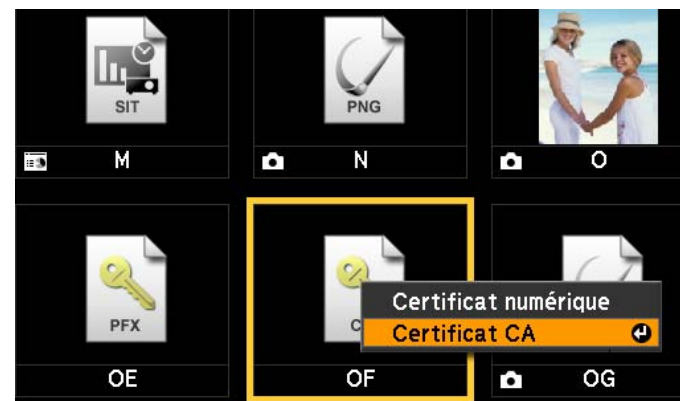 SIT
PNG
M
N
O
PFX
Certificat numérique
Certificat CA
OE
OF
OG